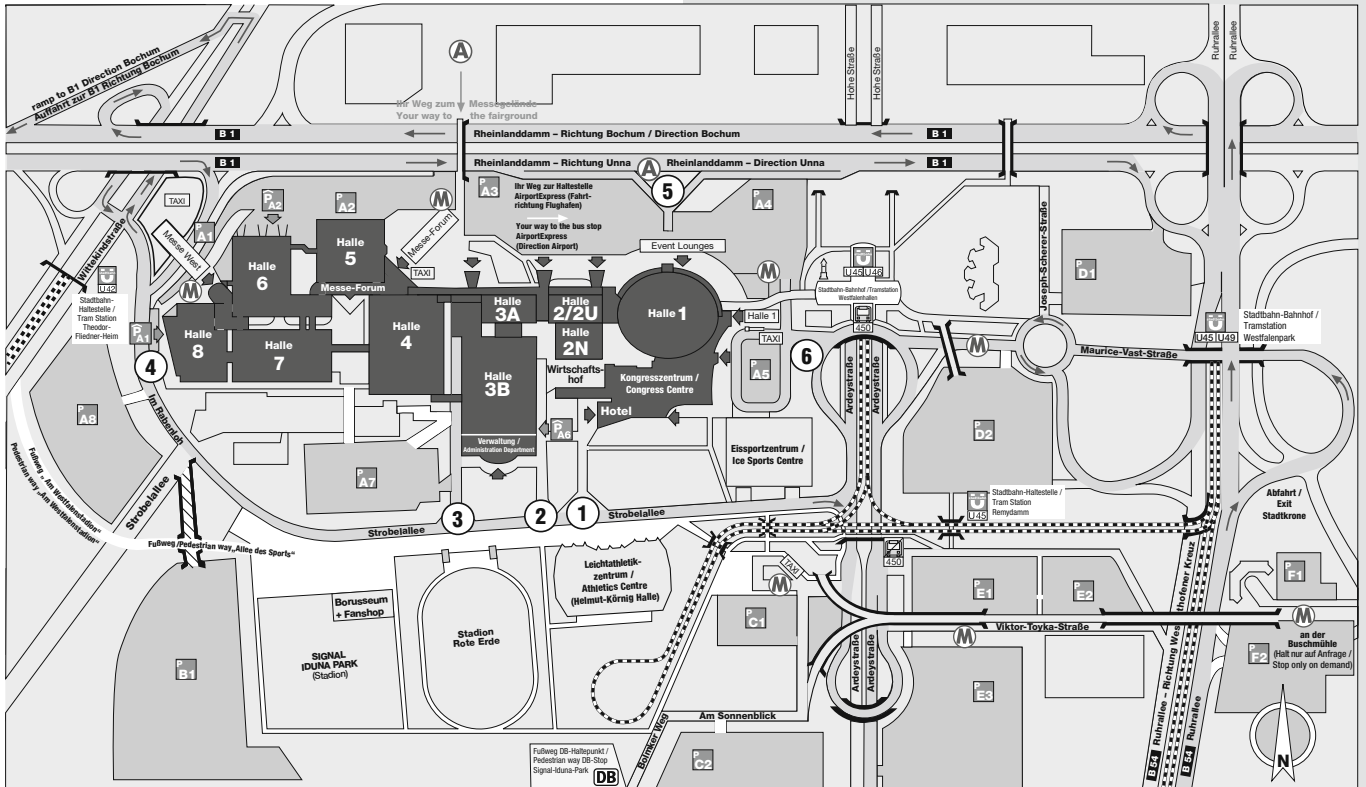 ramp to B1 Direction Bochum
Auffahrt zur B1 Richtung Bochum
A
Ihr Weg zum Messegelände
Your way to the fairground
Hohe Straße
Hohe Straße
Ruhrallee
Ruhrallee
B 1
Rheinlanddamm – Richtung Bochum / Direction Bochum
B 1
B 1
Rheinlanddamm – Richtung Unna
A
Rheinlanddamm – Direction Unna
B 1
TAXI
P A2
P A2
M
P A3
Ihr Weg zur Haltestelle
AirportExpress (Fahrt-
richtung Flughafen)
Your way to the bus stop
AirportExpress
(Direction Airport)
5
P A4
Wittekindstraße
Messe West
P A1
Halle
6
Halle
5
Messe-Forum
TAXI
Event Lounges
M
U45 U46
Stadtbahn-Bahnhof /Tramstation
Westfalenhallen
450
Joseph-Scherer-Straße
P D1
U42
Stadtbahn-
Haltestelle /
Tram Station
Theodor-
Fliedner-Heim
M
Messe-Forum
P A1
4
Halle
8
Halle
7
Halle
4
Halle
3A
Halle
2/2U
Halle
2N
Halle 1
Halle 1
TAXI
6
P A5
M
Maurice-Vast-Straße
U45 U49
Stadtbahn-Bahnhof /
Tramstation
Westfalenpark
Halle
3B
Wirtschafts-
hof
Kongresszentrum /
Congress Centre
Hotel
Ardeystraße
Ardeystraße
P A8
Im Rabenloh
P A6
Verwaltung /
Administration Department
P D2
Eissportzentrum /
Ice Sports Centre
Fußweg „Am Westfalenstadion“
Pedestrian way „Am Westfalenstadion“
Strobelallee
P A7
U45
Stadtbahn-Haltestelle /
Tram Station
Remydamm
Abfahrt /
Exit
Stadtkrone
Strobelallee
3
2
1
Strobelallee
Fußweg/Pedestrian way„Allee des Sports“
450
Leichtathletik-
zentrum /
Athletics Centre
(Helmut-Körnig Halle)
TAXI
M
P E1
P E2
P F1
Borusseum
+ Fanshop
P C1
Viktor-Toyka-Straße
M
M
an der
Buschmühle
(Halt nur auf Anfrage /
Stop only on demand)
P F2
P B1
SIGNAL
IDUNA PARK
(Stadion)
Stadion
Rote Erde
Ardeystraße
Ardeystraße
P E3
Am Sonnenblick
Bolmker Weg
P C2
Fußweg DB-Haltepunkt /
Pedestrian way DB-Stop
Signal-Iduna-Park
DB
B 54 Ruhrallee – Richtung Westhofener Kreuz
B 54 Ruhrallee
N